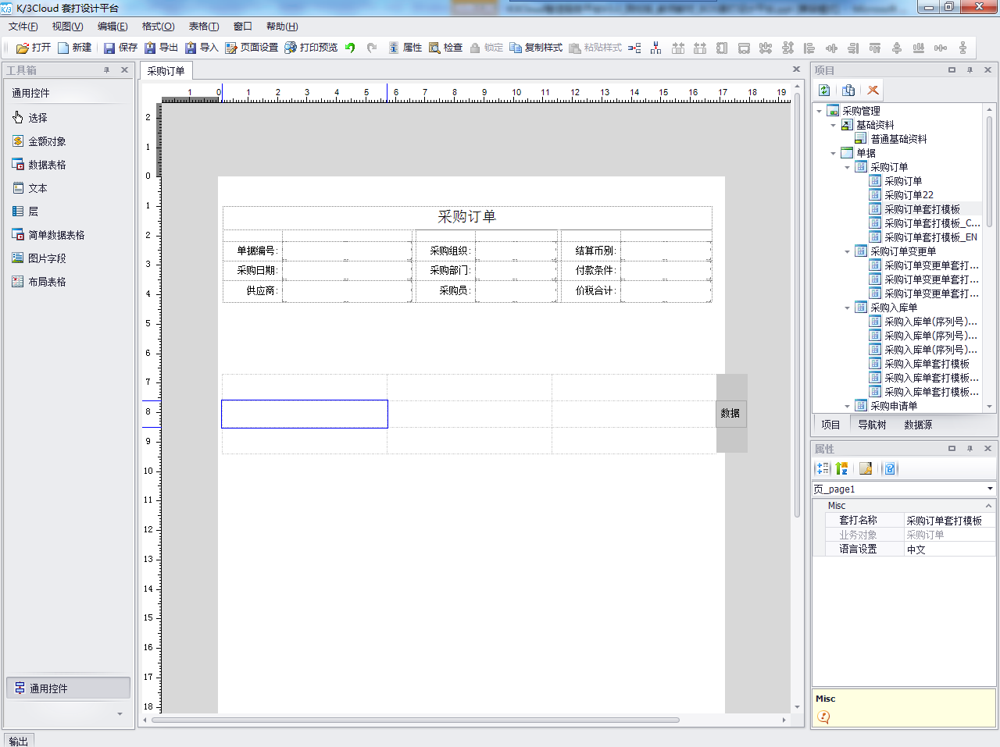 K/3Cloud 套打设计平台
文件(F) 视图(V) 编辑(E) 格式(O) 表格(T) 窗口 帮助(H)
打开 新建 保存 导出 导入 页面设置 打印预览 属性 检查 锁定 复制样式 粘贴样式
工具箱
通用控件
选择
金额对象
数据表格
文本
层
简单数据表格
图片字段
布局表格
通用控件
输出
采购订单
1 0 1 2 3 4 5 6 7 8 9 10 11 12 13 14 15 16 17 18 19
2
1
0
1
2
3
4
5
6
7
8
9
10
11
12
13
14
15
16
17
18
采购订单
单据编号: 采购组织: 结算币别:
采购日期: 采购部门: 付款条件:
供应商: 采购员: 价税合计:
数据
项目
采购管理
基础资料
普通基础资料
单据
采购订单
采购订单
采购订单22
采购订单套打模板
采购订单套打模板_C...
采购订单套打模板_EN
采购订单变更单
采购订单变更单套打...
采购订单变更单套打...
采购订单变更单套打...
采购入库单
采购入库单(序列号)...
采购入库单(序列号)...
采购入库单(序列号)...
采购入库单套打模板
采购入库单套打模板...
采购入库单套打模板...
采购申请单
项目 导航树 数据源
属性
页_page1
Misc
套打名称 采购订单套打模板
业务对象 采购订单
语言设置 中文
Misc